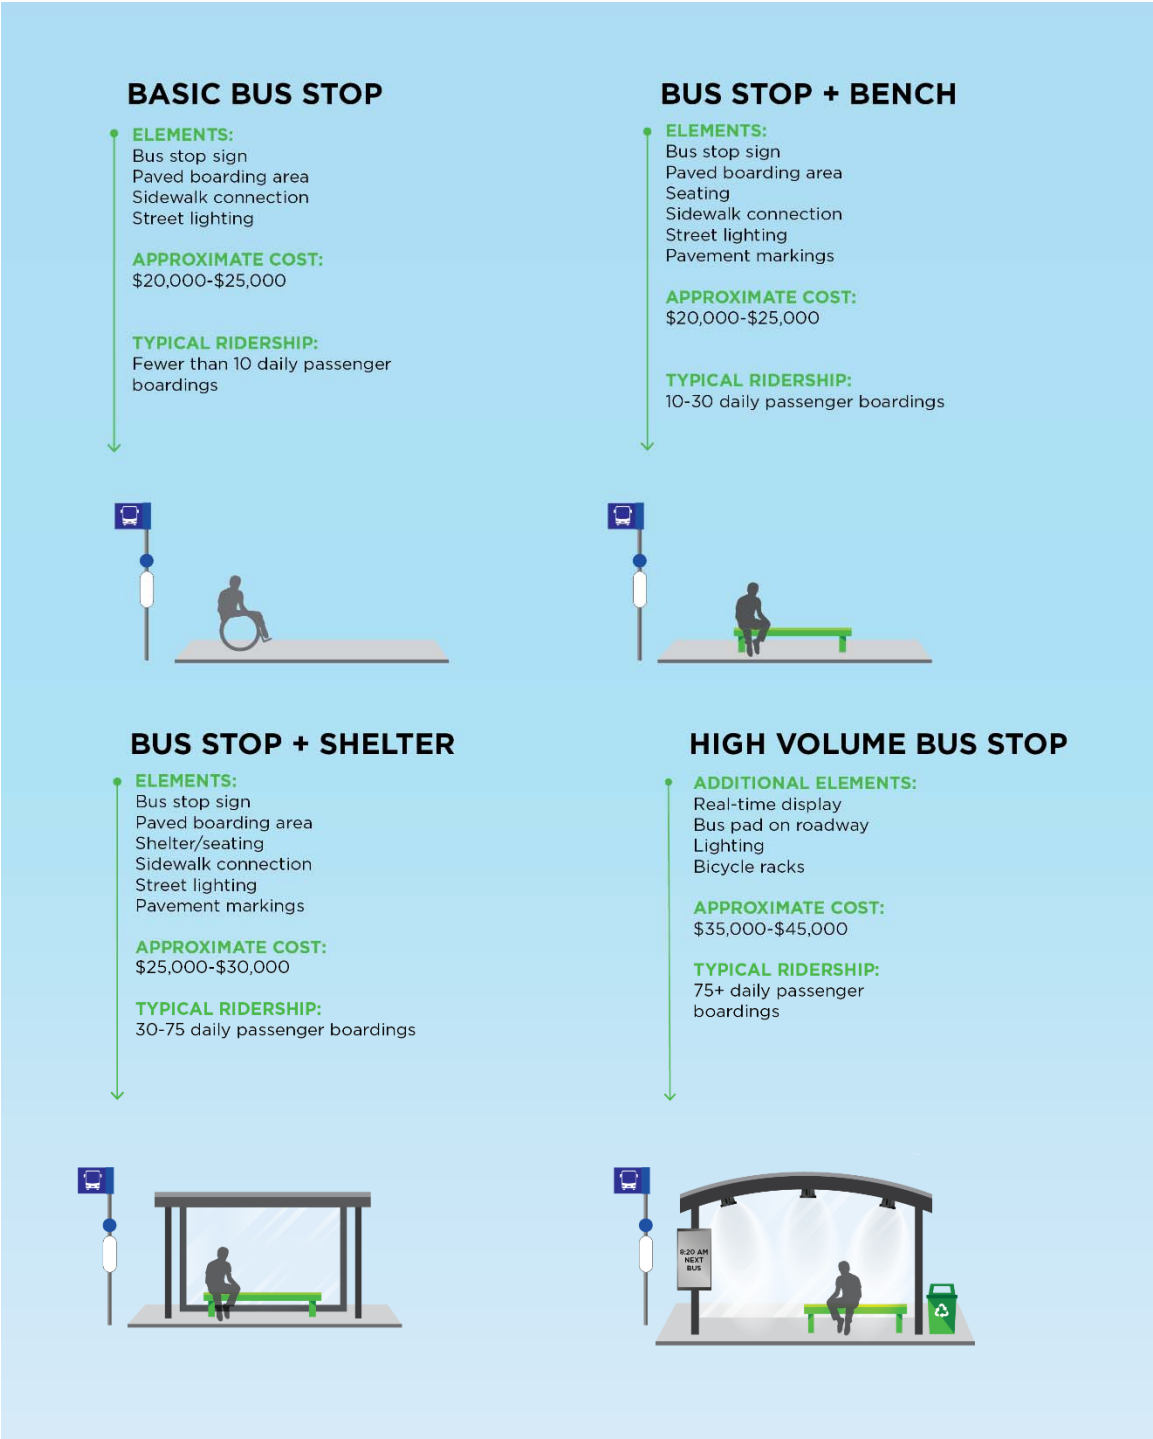 BASIC BUS STOP
ELEMENTS:
Bus stop sign
Paved boarding area
Sidewalk connection
Street lighting
APPROXIMATE COST:
$20,000-$25,000
TYPICAL RIDERSHIP:
Fewer than 10 daily passenger
boardings
BUS STOP + BENCH
ELEMENTS:
Bus stop sign
Paved boarding area
Seating
Sidewalk connection
Street lighting
Pavement markings
APPROXIMATE COST:
$20,000-$25,000
TYPICAL RIDERSHIP:
10-30 daily passenger boardings
BUS STOP + SHELTER
ELEMENTS:
Bus stop sign
Paved boarding area
Shelter/seating
Sidewalk connection
Street lighting
Pavement markings
APPROXIMATE COST:
$25,000-$30,000
TYPICAL RIDERSHIP:
30-75 daily passenger boardings
HIGH VOLUME BUS STOP
ADDITIONAL ELEMENTS:
Real-time display
Bus pad on roadway
Lighting
Bicycle racks
APPROXIMATE COST:
$35,000-$45,000
TYPICAL RIDERSHIP:
75+ daily passenger
boardings
8:20 AM
NEXT
BUS